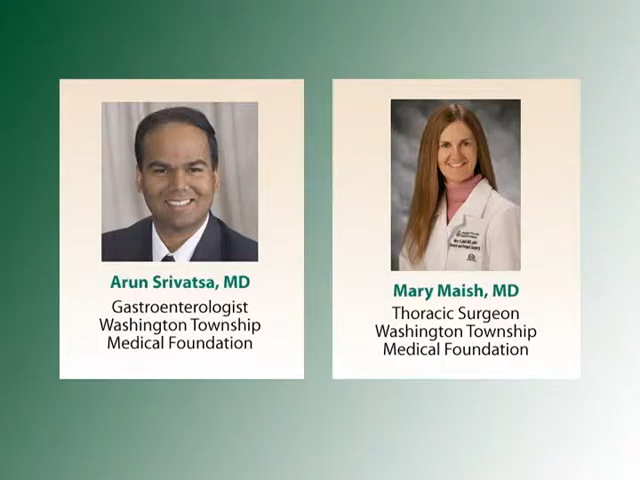 Arun Srivatsa, MD
Gastroenterologist
Washington Township
Medical Foundation
Mary Maish, MD
Thoracic Surgeon
Washington Township
Medical Foundation